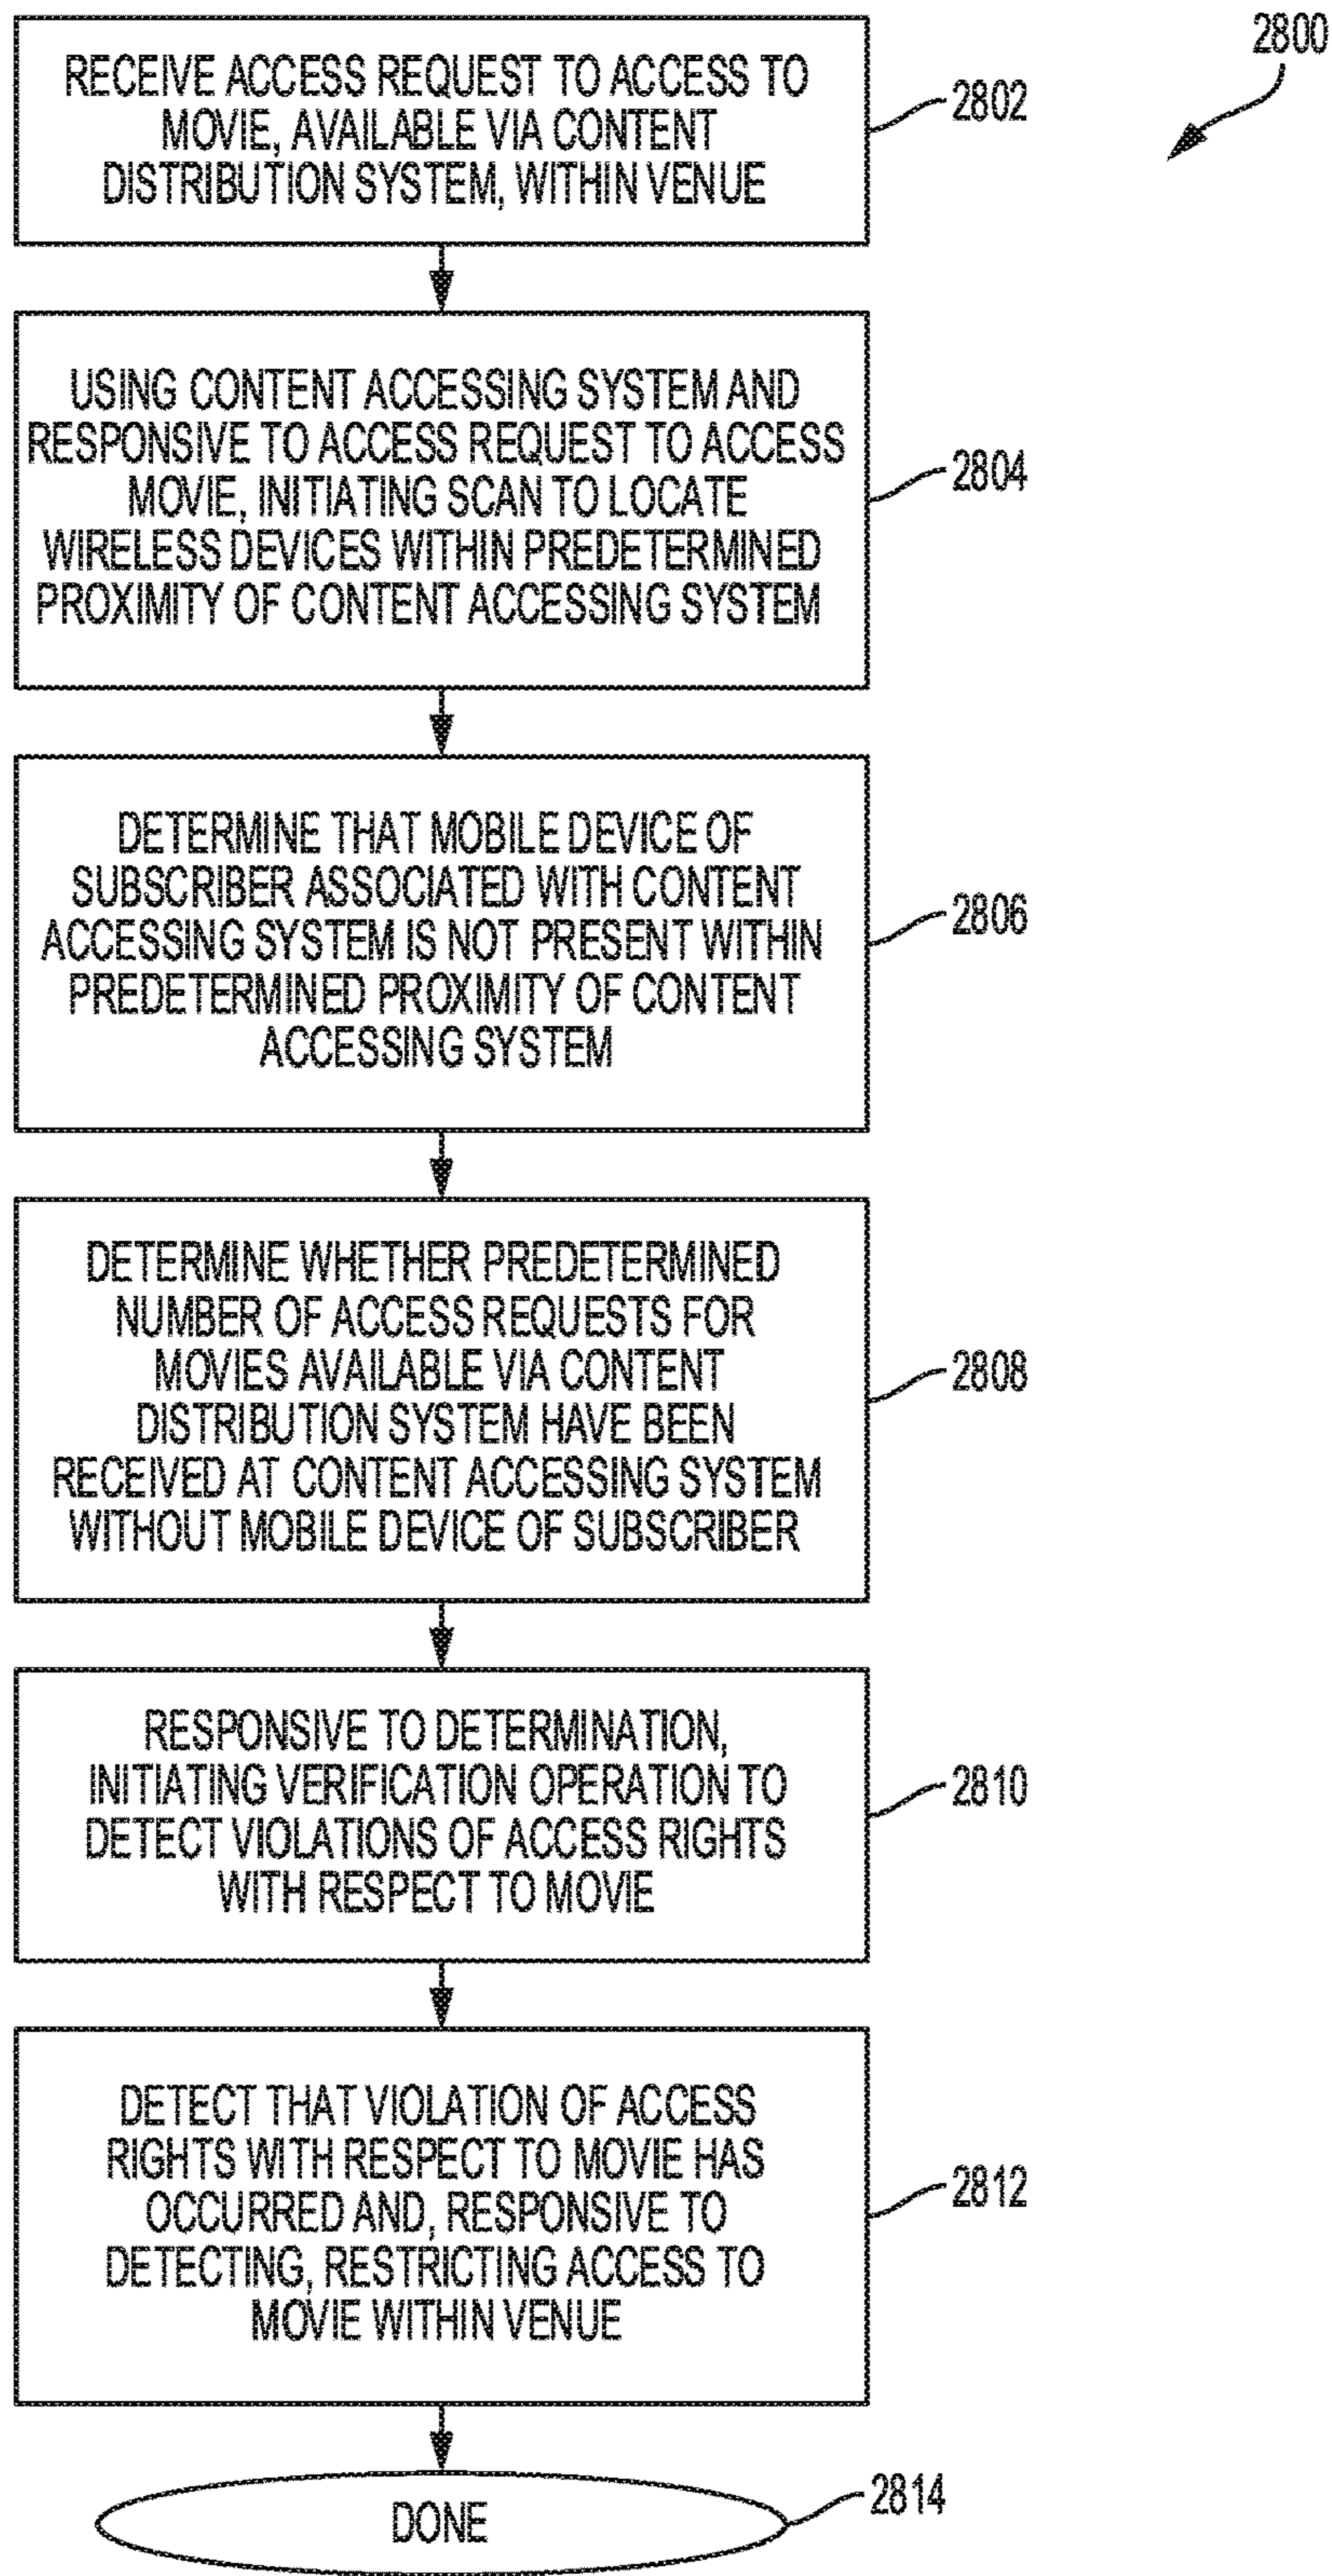 2800
RECEIVE ACCESS REQUEST TO ACCESS TO
MOVIE, AVAILABLE VIA CONTENT
DISTRIBUTION SYSTEM, WITHIN VENUE
2802
USING CONTENT ACCESSING SYSTEM AND
RESPONSIVE TO ACCESS REQUEST TO ACCESS
MOVIE, INITIATING SCAN TO LOCATE
WIRELESS DEVICES WITHIN PREDETERMINED
PROXIMITY OF CONTENT ACCESSING SYSTEM
2804
DETERMINE THAT MOBILE DEVICE OF
SUBSCRIBER ASSOCIATED WITH CONTENT
ACCESSING SYSTEM IS NOT PRESENT WITHIN
PREDETERMINED PROXIMITY OF CONTENT
ACCESSING SYSTEM
2806
DETERMINE WHETHER PREDETERMINED
NUMBER OF ACCESS REQUESTS FOR
MOVIES AVAILABLE VIA CONTENT
DISTRIBUTION SYSTEM HAVE BEEN
RECEIVED AT CONTENT ACCESSING SYSTEM
WITHOUT MOBILE DEVICE OF SUBSCRIBER
2808
RESPONSIVE TO DETERMINATION,
INITIATING VERIFICATION OPERATION TO
DETECT VIOLATIONS OF ACCESS RIGHTS
WITH RESPECT TO MOVIE
2810
DETECT THAT VIOLATION OF ACCESS
RIGHTS WITH RESPECT TO MOVIE HAS
OCCURRED AND, RESPONSIVE TO
DETECTING, RESTRICTING ACCESS TO
MOVIE WITHIN VENUE
2812
DONE
2814